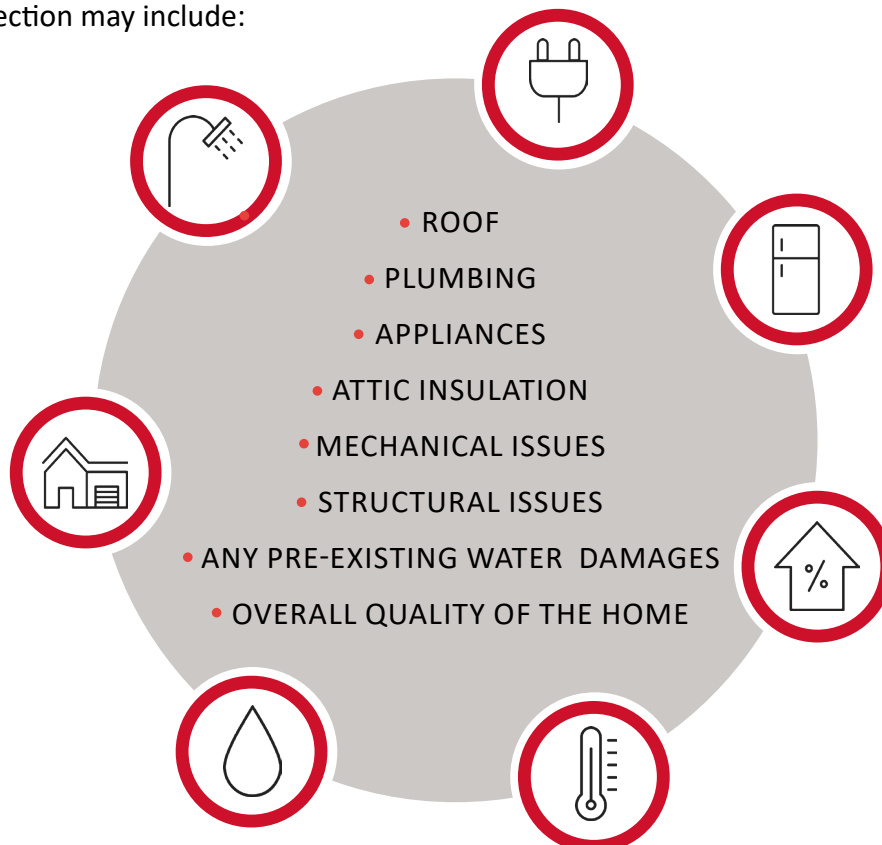 ection may include:
• ROOF
• PLUMBING
• APPLIANCES
• ATTIC INSULATION
• MECHANICAL ISSUES
• STRUCTURAL ISSUES
• ANY PRE-EXISTING WATER DAMAGES
• OVERALL QUALITY OF THE HOME
%